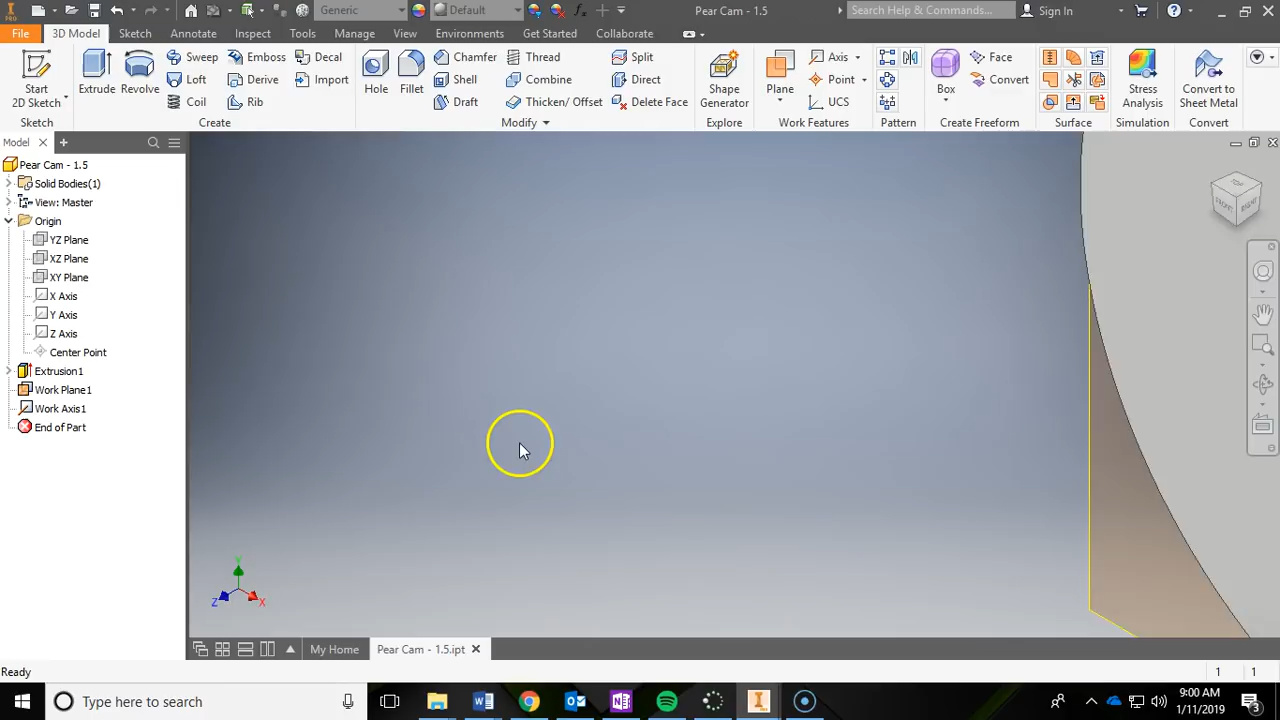 PRO
Generic
Default
fx
Pear Cam - 1.5
Search Help & Commands...
Sign In
File
3D Model
Sketch
Annotate
Inspect
Tools
Manage
View
Environments
Get Started
Collaborate
Start
2D Sketch
Extrude
Revolve
Sweep
Loft
Coil
Emboss
Derive
Rib
Decal
Import
Hole
Fillet
Chamfer
Shell
Draft
Thread
Combine
Thicken/ Offset
Split
Direct
Delete Face
Shape
Generator
Plane
Axis
Point
UCS
Box
Face
Convert
Stress
Analysis
Convert to
Sheet Metal
Sketch
Create
Modify
Explore
Work Features
Pattern
Create Freeform
Surface
Simulation
Convert
Model
Pear Cam - 1.5
Solid Bodies(1)
View: Master
Origin
YZ Plane
XZ Plane
XY Plane
X Axis
Y Axis
Z Axis
Center Point
Extrusion1
Work Plane1
Work Axis1
End of Part
TOP
FRONT
RIGHT
Y
Z
X
My Home
Pear Cam - 1.5.ipt
Ready
1
1
Type here to search
9:00 AM
1/11/2019
3